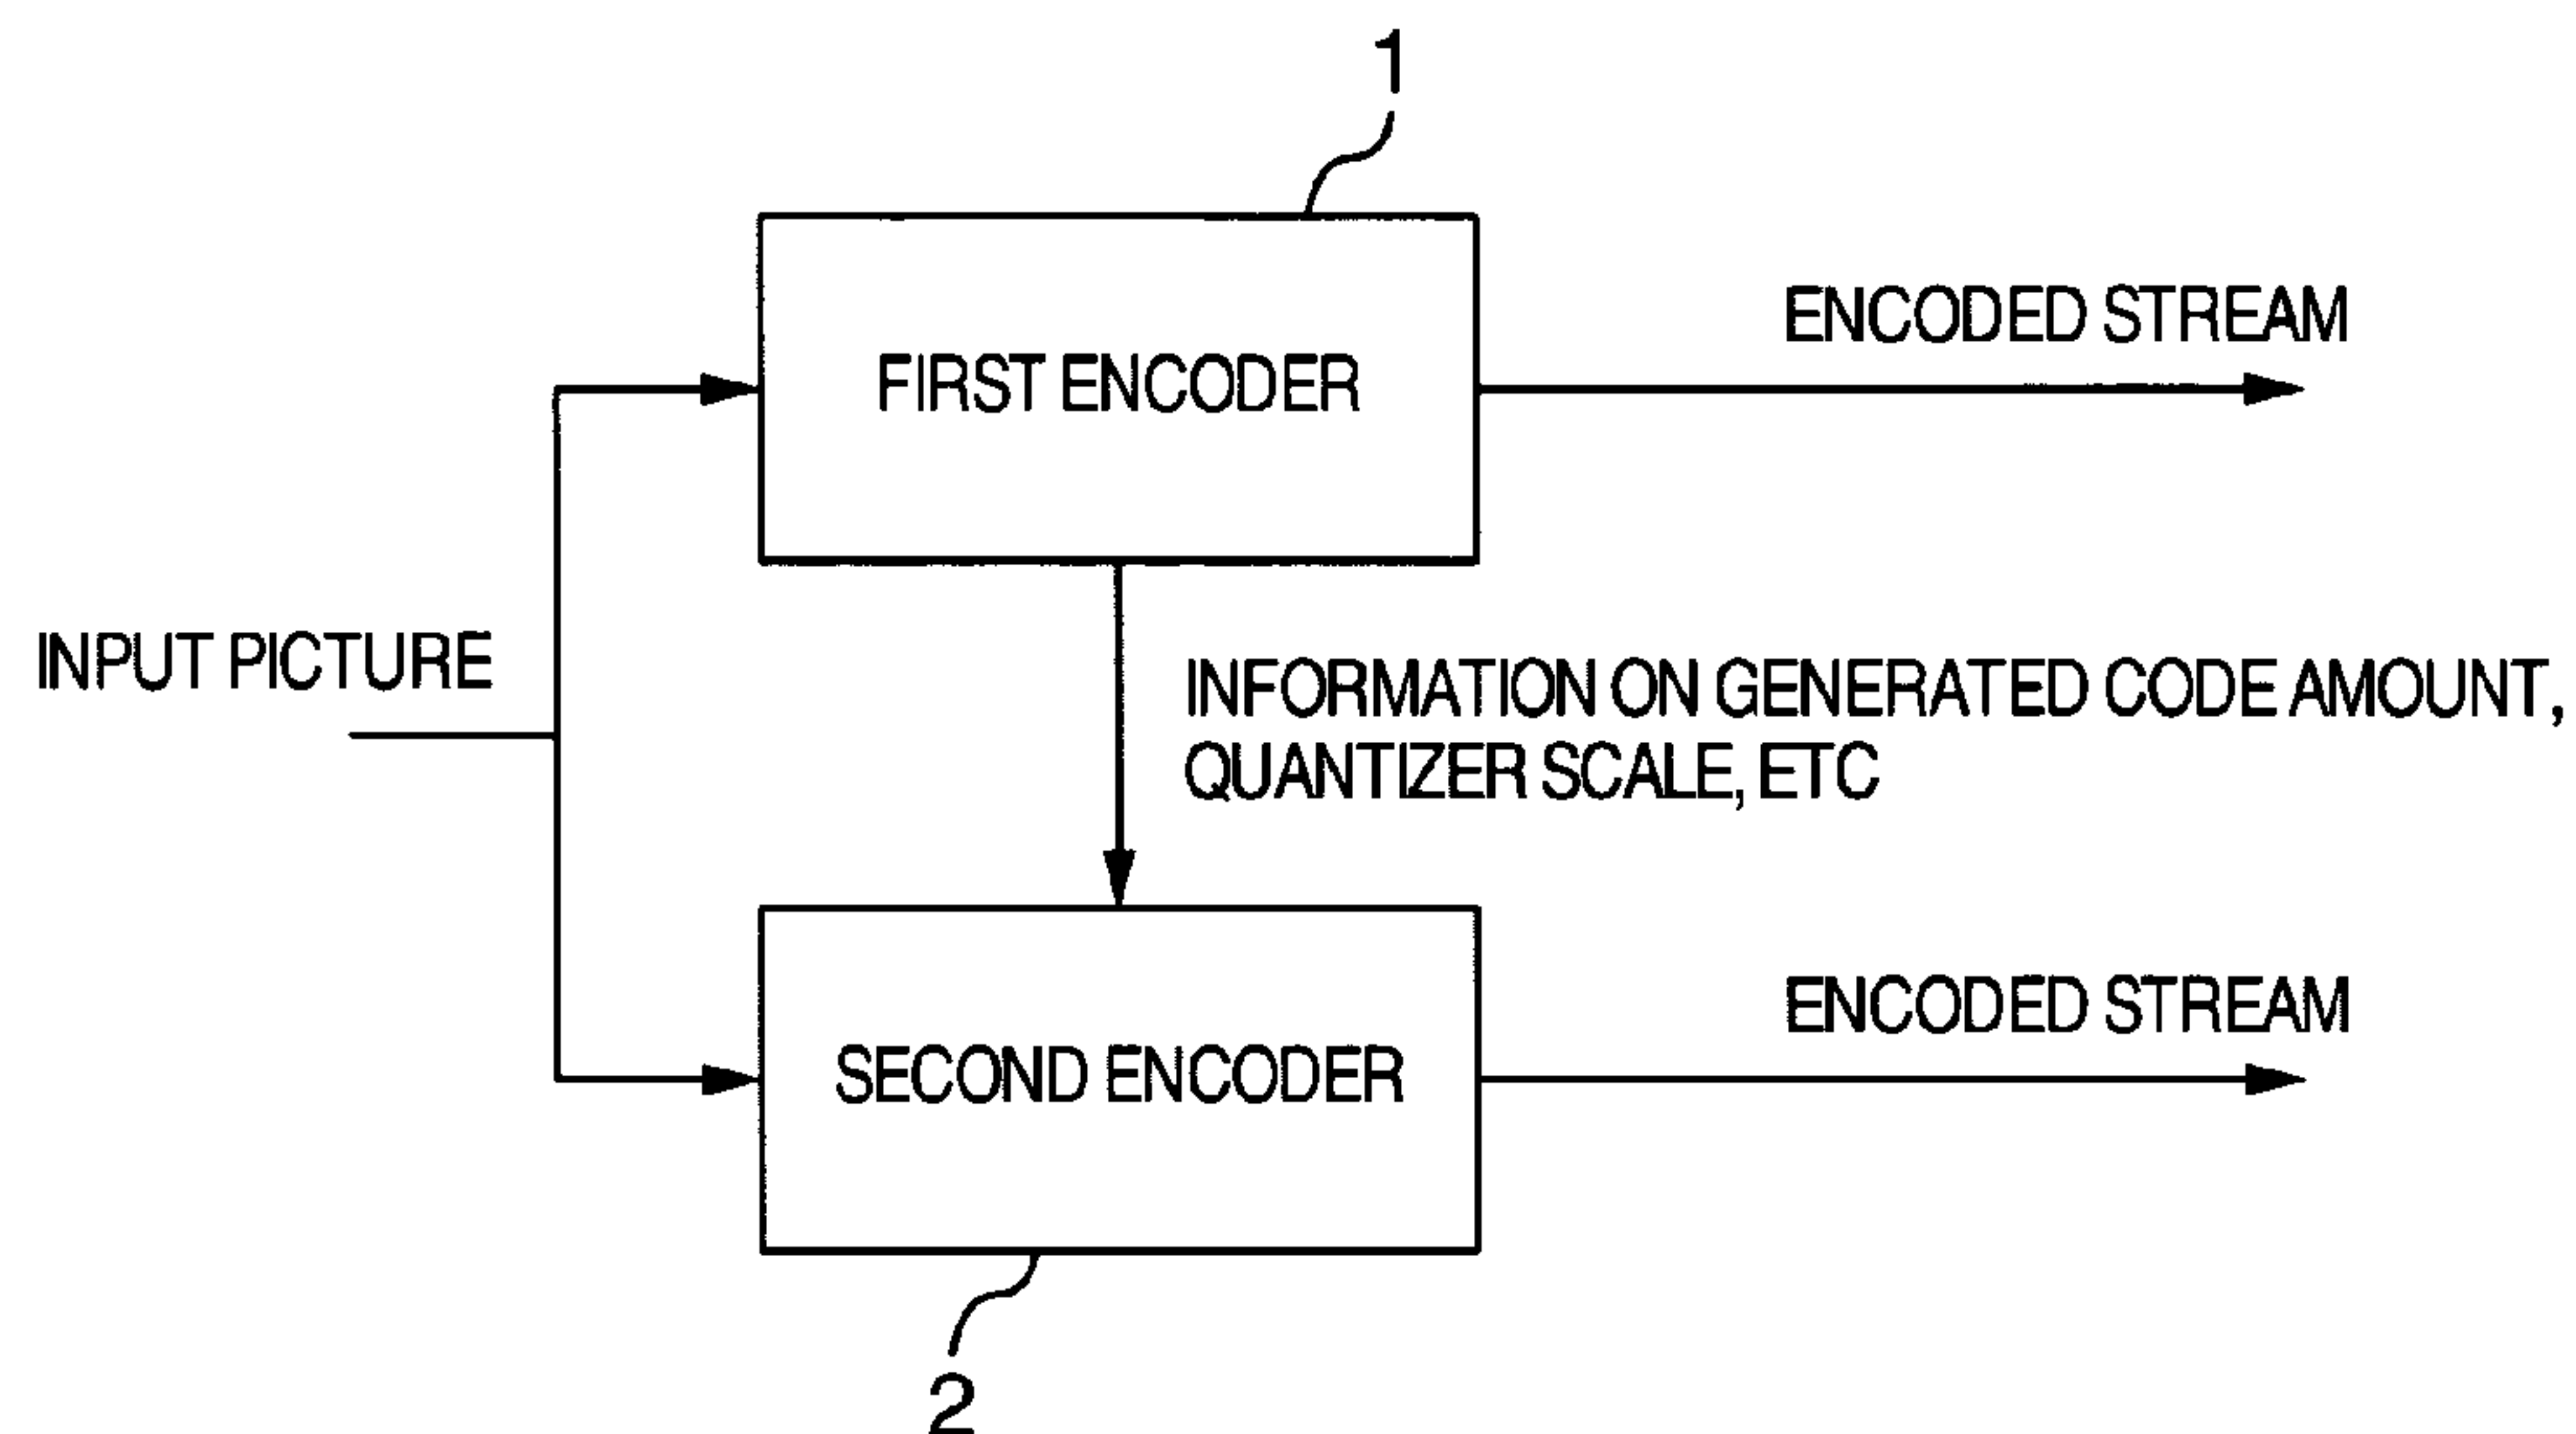 1
ENCODED STREAM
FIRST ENCODER
INPUT PICTURE
INFORMATION ON GENERATED CODE AMOUNT,
QUANTIZER SCALE, ETC
ENCODED STREAM
SECOND ENCODER
2